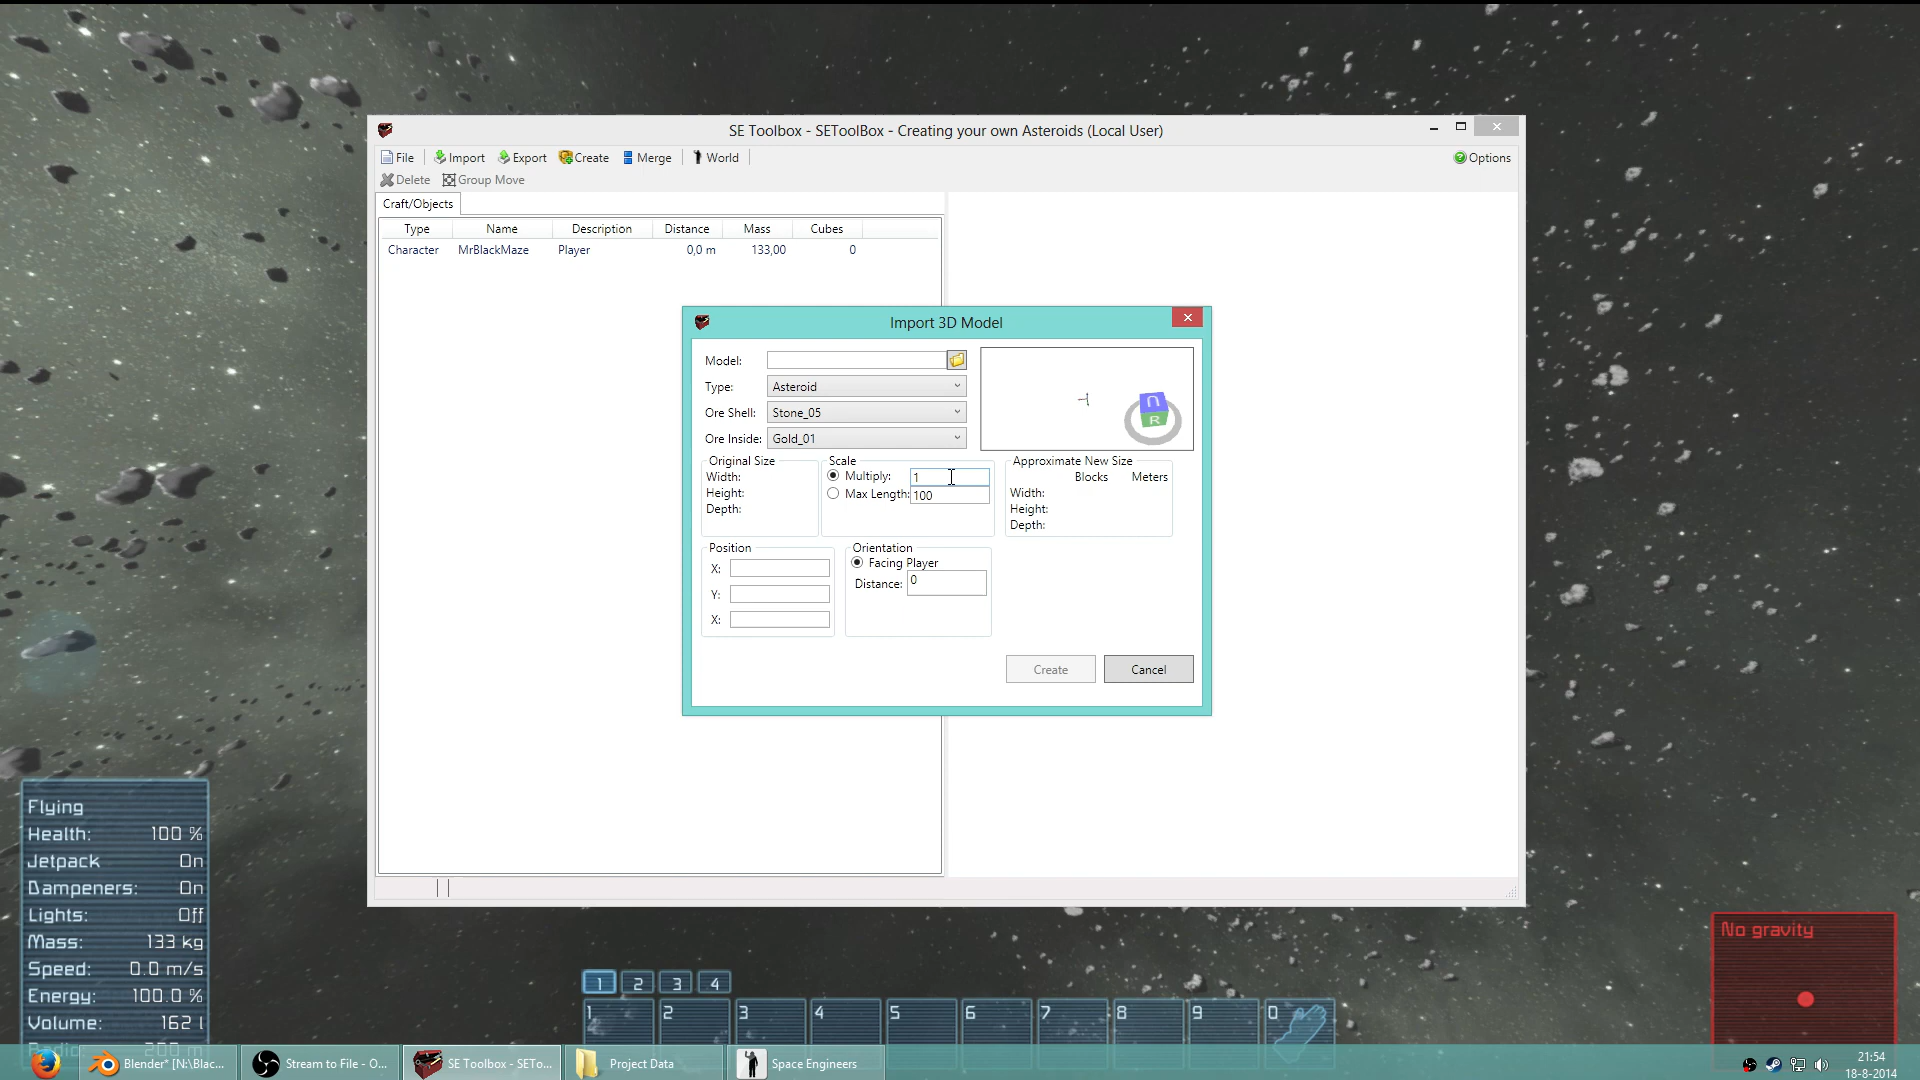 SE Toolbox - SEToolBox - Creating your own Asteroids (Local User)
File Import Export Create Merge World Options
Delete Group Move
Craft/Objects
Type Name Description Distance Mass Cubes
Character MrBlackMaze Player 0,0 m 133,00 0
Import 3D Model
Model:
Type: Asteroid
Ore Shell: Stone_05
Ore Inside: Gold_01
U
R
Original Size
Width:
Height:
Depth:
Scale
Multiply: 1
Max Length: 100
Approximate New Size
Blocks Meters
Width:
Height:
Depth:
Position
X:
Y:
X:
Orientation
Facing Player
Distance: 0
Create Cancel
Flying
Health: 100 %
Jetpack On
Dampeners: On
Lights: Off
Mass: 133 kg
Speed: 0.0 m/s
Energy: 100.0 %
Volume: 162 l
No gravity
1 2 3 4
1 2 3 4 5 6 7 8 9 0
Blender* [N:\Blac... Stream to File - O... SE Toolbox - SETo... Project Data Space Engineers
21:54
18-8-2014